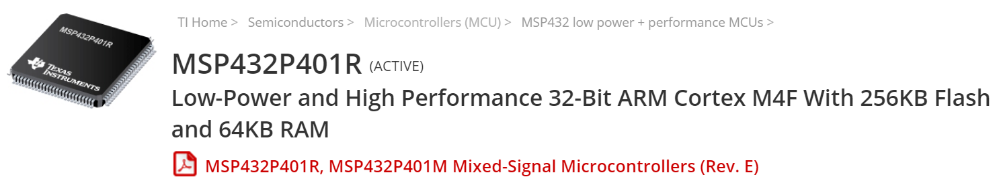 MSP432P401R
TEXAS
INSTRUMENTS
TI Home > Semiconductors > Microcontrollers (MCU) > MSP432 low power + performance MCUs >
MSP432P401R (ACTIVE)
Low-Power and High Performance 32-Bit ARM Cortex M4F With 256KB Flash
and 64KB RAM
MSP432P401R, MSP432P401M Mixed-Signal Microcontrollers (Rev. E)